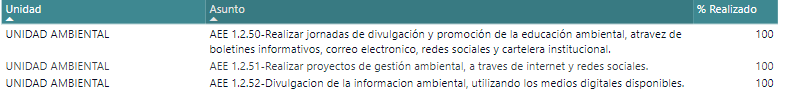 Unidad Asunto % Realizado
UNIDAD AMBIENTAL AEE 1.2.50-Realizar jornadas de divulgación y promoción de la educación ambiental, atravez de 100
boletines informativos, correo electronico, redes sociales y cartelera institucional.
UNIDAD AMBIENTAL AEE 1.2.51-Realizar proyectos de gestión ambiental, a traves de internet y redes sociales. 100
UNIDAD AMBIENTAL AEE 1.2.52-Divulgacion de la informacion ambiental, utilizando los medios digitales disponibles. 100